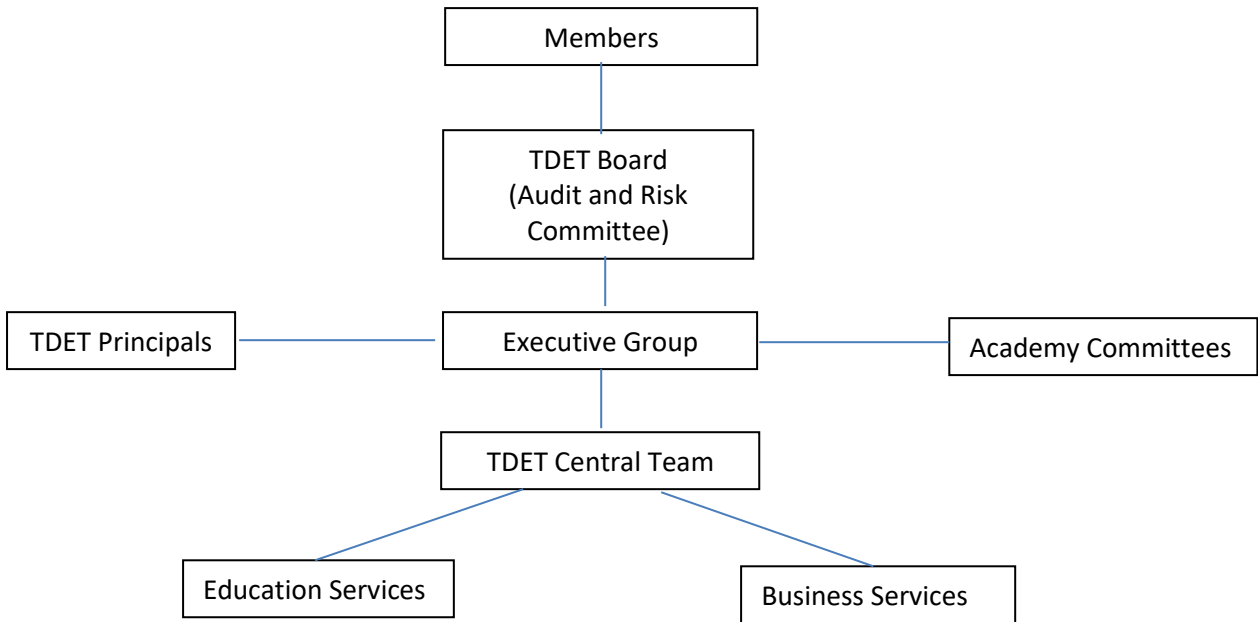 Members
TDET Board
(Audit and Risk
Committee)
TDET Principals
Executive Group
Academy Committees
TDET Central Team
Education Services
Business Services